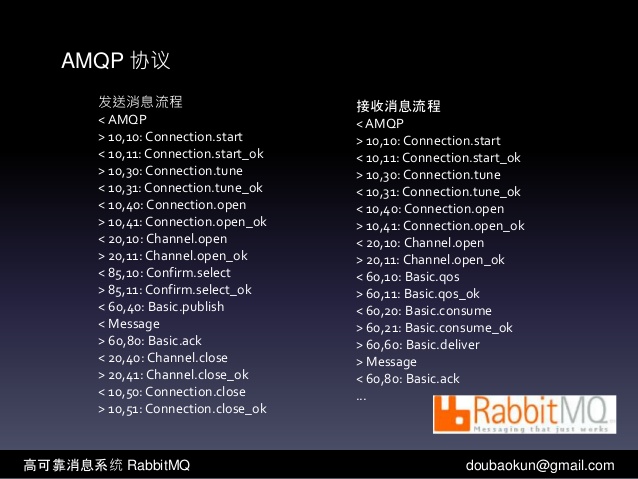 AMQP 协议
发送消息流程
< AMQP
> 10,10: Connection.start
< 10,11: Connection.start_ok
> 10,30: Connection.tune
< 10,31: Connection.tune_ok
< 10,40: Connection.open
> 10,41: Connection.open_ok
< 20,10: Channel.open
> 20,11: Channel.open_ok
< 85,10: Confirm.select
> 85,11: Confirm.select_ok
< 60,40: Basic.publish
< Message
> 60,80: Basic.ack
< 20,40: Channel.close
> 20,41: Channel.close_ok
< 10,50: Connection.close
> 10,51: Connection.close_ok
接收消息流程
< AMQP
> 10,10: Connection.start
< 10,11: Connection.start_ok
> 10,30: Connection.tune
< 10,31: Connection.tune_ok
< 10,40: Connection.open
> 10,41: Connection.open_ok
< 20,10: Channel.open
> 20,11: Channel.open_ok
< 60,10: Basic.qos
> 60,11: Basic.qos_ok
< 60,20: Basic.consume
> 60,21: Basic.consume_ok
> 60,60: Basic.deliver
> Message
< 60,80: Basic.ack
...
RabbitMQ
Messaging that just works
高可靠消息系统 RabbitMQ
doubaokun@gmail.com